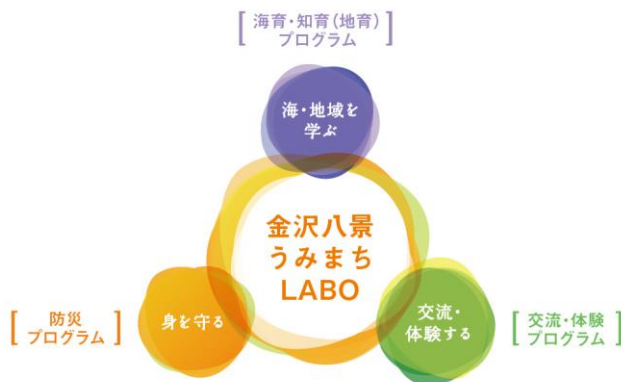 [海育・知育(地育)
プログラム]
海・地域を
学ぶ
金沢八景
うみまち
LABO
[防災
プログラム]
身を守る
交流・
体験する
[交流・体験
プログラム]